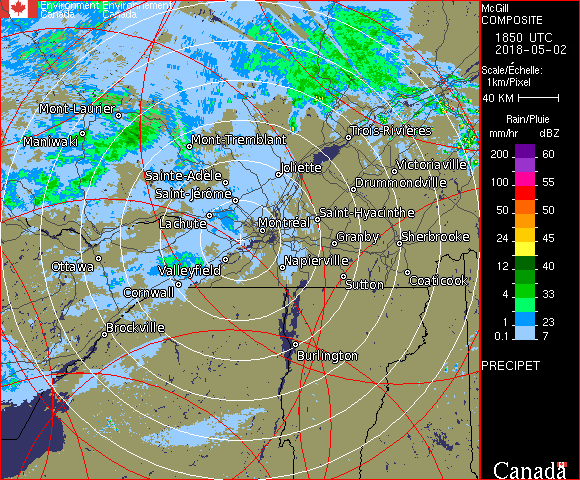 Environment Environnement
Canada Canada
McGill
COMPOSITE
1850 UTC
2018-05-02
Scale/Échelle:
1km/Pixel
40 KM
Rain/Pluie
mm/hr dBZ
200 60
100 55
50 50
24 45
12 40
4 33
1 23
0.1 7
PRECIPET
Canada
Mont-Laurier
Maniwaki
Mont-Tremblant
Trois-Rivières
Sainte-Adèle
Joliette
Victoriaville
Saint-Jérôme
Drummondville
Lachute
Saint-Hyacinthe
Montréal
Granby
Sherbrooke
Ottawa
Valleyfield
Napierville
Cornwall
Sutton
Coaticook
Brockville
Burlington